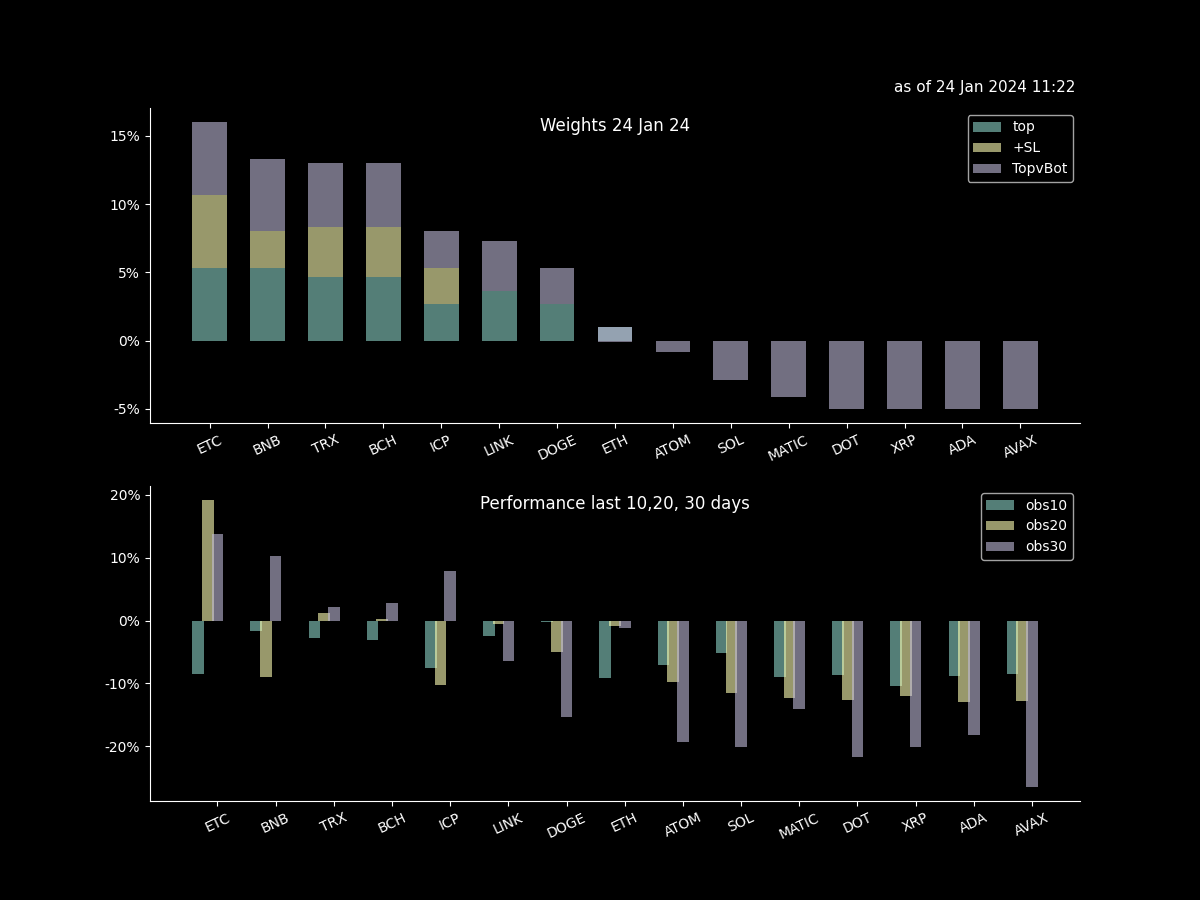 as of 24 Jan 2024 11:22
Weights 24 Jan 24
top
+SL
TopvBot
15%
10%
5%
0%
-5%
ETC BNB TRX BCH ICP LINK DOGE ETH ATOM SOL MATIC DOT XRP ADA AVAX
Performance last 10,20, 30 days
obs10
obs20
obs30
20%
10%
0%
-10%
-20%
ETC BNB TRX BCH ICP LINK DOGE ETH ATOM SOL MATIC DOT XRP ADA AVAX